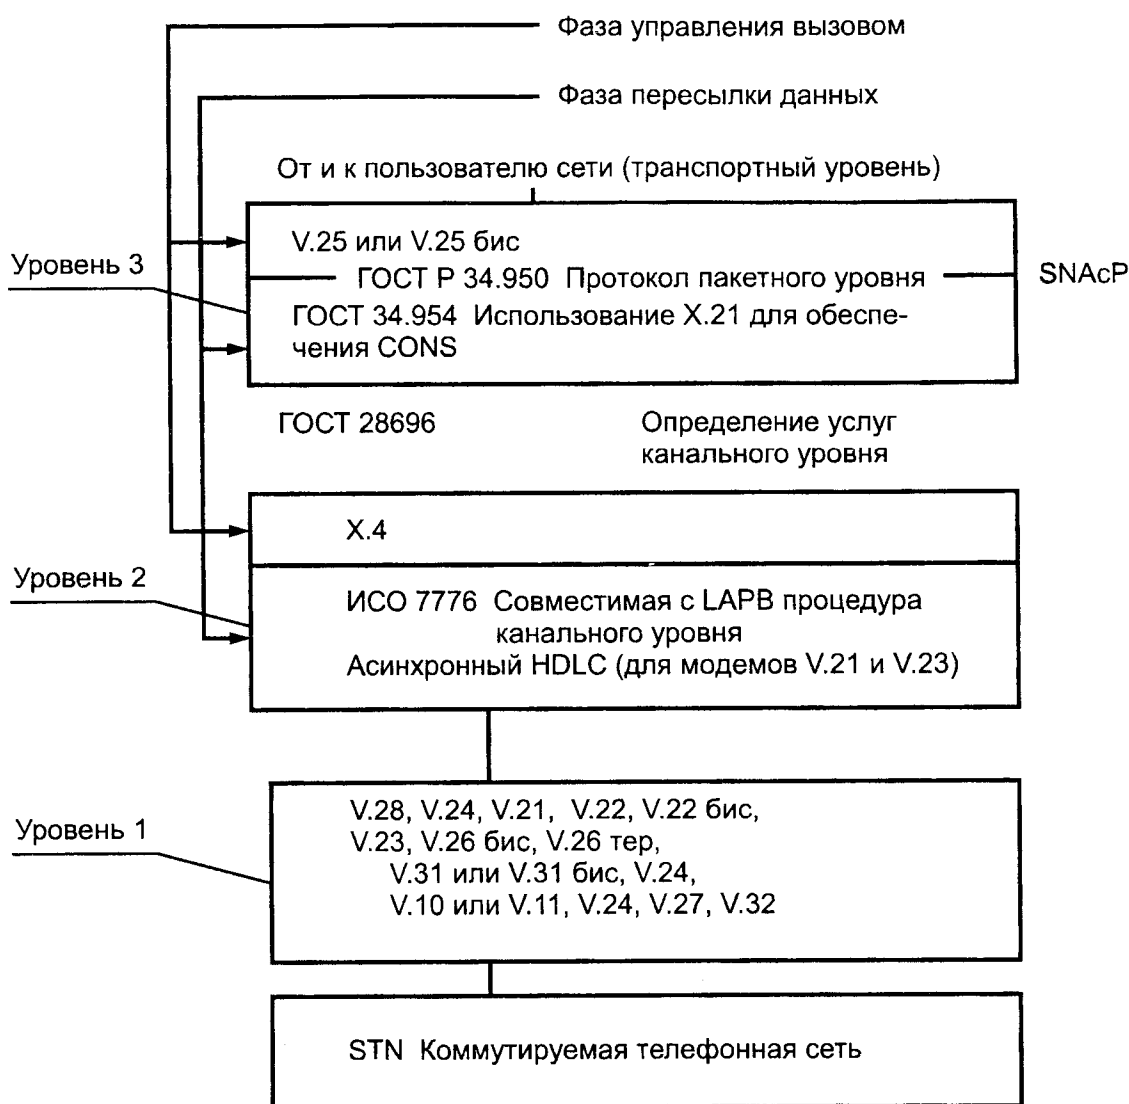 Фаза управления вызовом
Фаза пересылки данных
От и к пользователю сети (транспортный уровень)
V.25 или V.25 бис
Уровень 3
ГОСТ Р 34.950 Протокол пакетного уровня
SNAcP
ГОСТ 34.954 Использование X.21 для обеспе-
чения CONS
ГОСТ 28696
Определение услуг
канального уровня
X.4
Уровень 2
ИСО 7776 Совместимая с LAPB процедура
канального уровня
Асинхронный HDLC (для модемов V.21 и V.23)
Уровень 1
V.28, V.24, V.21, V.22, V.22 бис,
V.23, V.26 бис, V.26 тер,
V.31 или V.31 бис, V.24,
V.10 или V.11, V.24, V.27, V.32
STN Коммутируемая телефонная сеть